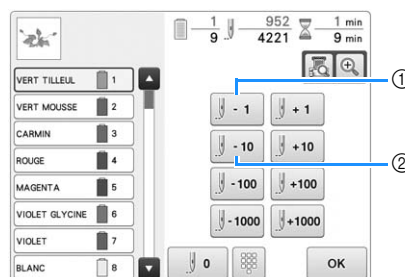 1 952 1 min
9 4221 9 min
VERT TILLEUL 1
VERT MOUSSE 2
CARMIN 3
ROUGE 4
MAGENTA 5
VIOLET GLYCINE 6
VIOLET 7
BLANC 8
- 1 + 1
- 10 +10
- 100 +100
- 1000 +1000
0 OK
①
②